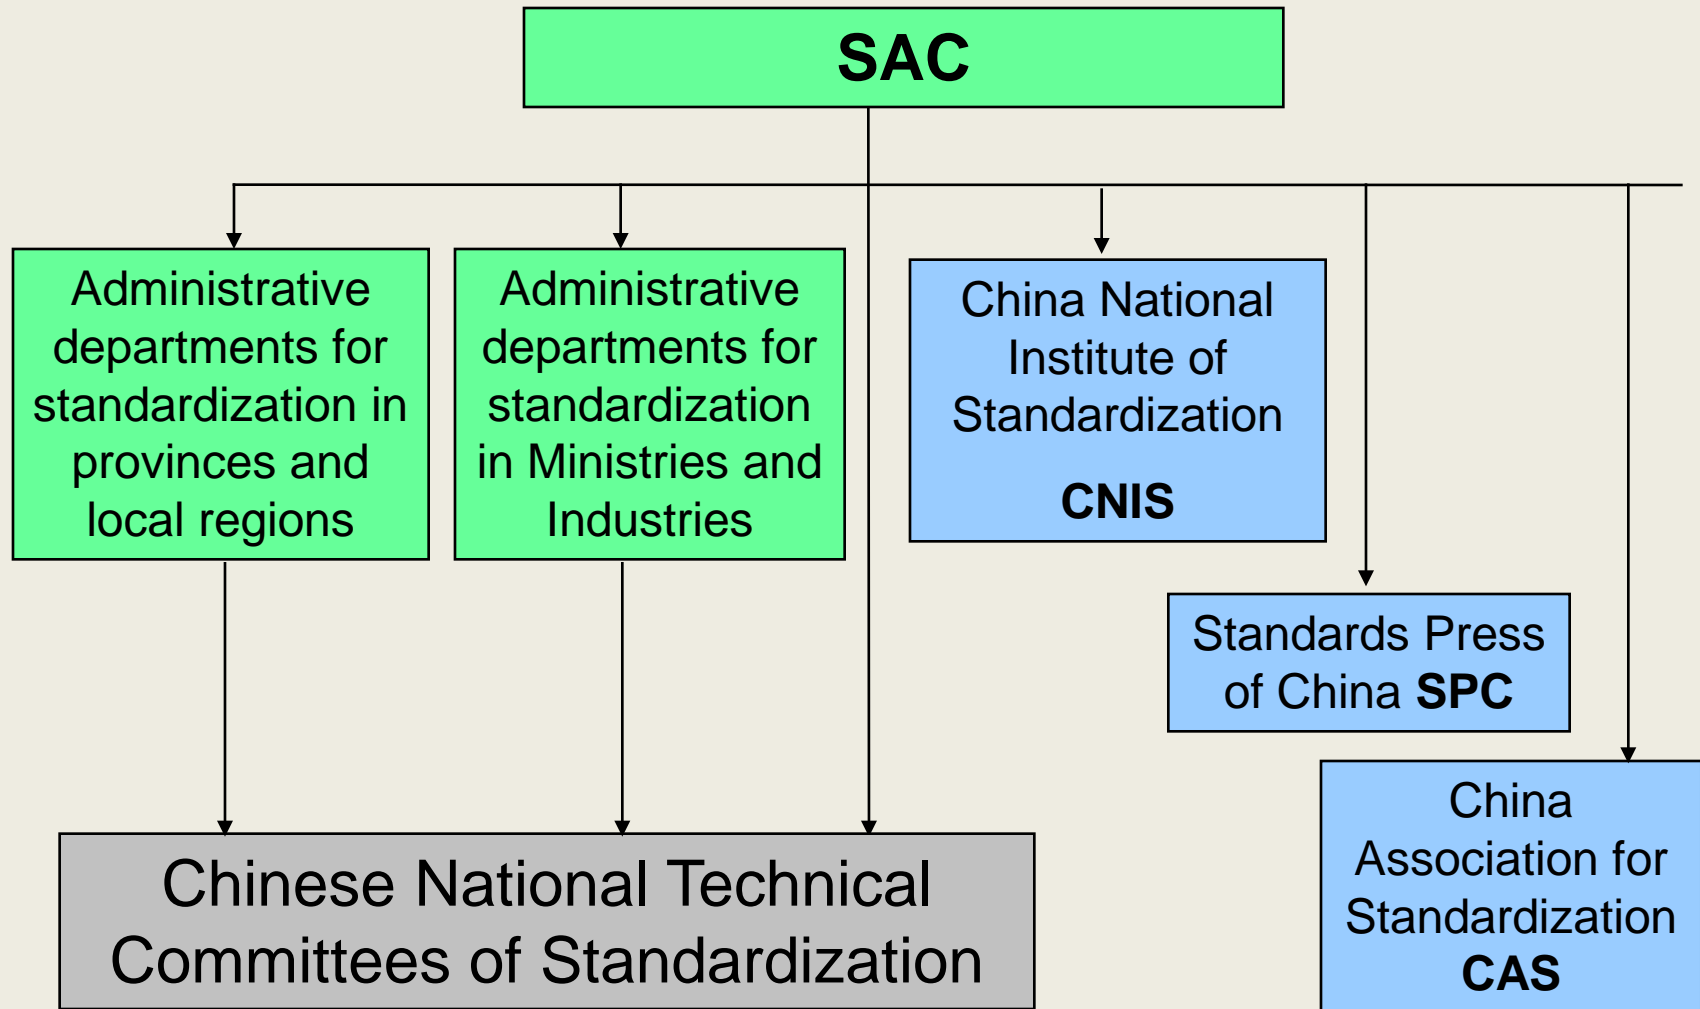 SAC
Administrative
departments for
standardization in
provinces and
local regions
Administrative
departments for
standardization
in Ministries and
Industries
China National
Institute of
Standardization
CNIS
Standards Press
of China SPC
China
Association for
Standardization
CAS
Chinese National Technical
Committees of Standardization